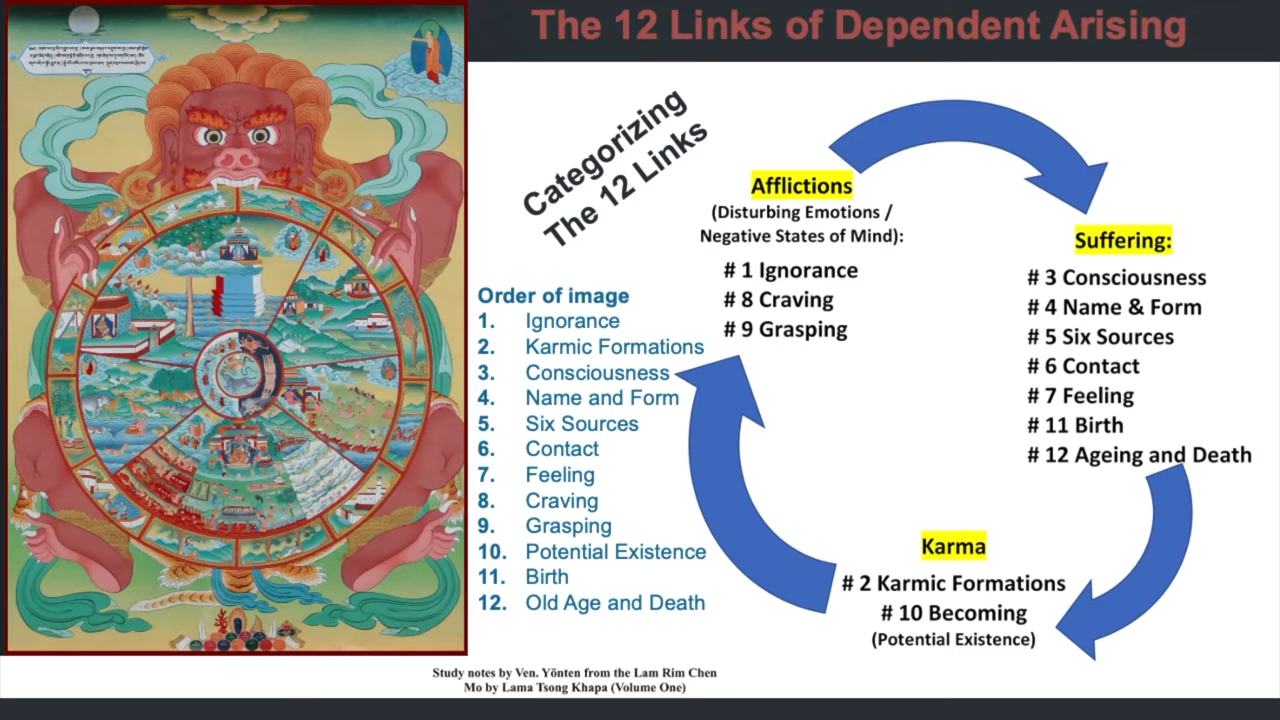 The 12 Links of Dependent Arising
Categorizing
The 12 Links
Order of image
1. Ignorance
2. Karmic Formations
3. Consciousness
4. Name and Form
5. Six Sources
6. Contact
7. Feeling
8. Craving
9. Grasping
10. Potential Existence
11. Birth
12. Old Age and Death
Afflictions
(Disturbing Emotions /
Negative States of Mind):
# 1 Ignorance
# 8 Craving
# 9 Grasping
Suffering:
# 3 Consciousness
# 4 Name & Form
# 5 Six Sources
# 6 Contact
# 7 Feeling
# 11 Birth
# 12 Ageing and Death
Karma
# 2 Karmic Formations
# 10 Becoming
(Potential Existence)
Study notes by Ven. Yönten from the Lam Rim Chen
Mo by Lama Tsong Khapa (Volume One)